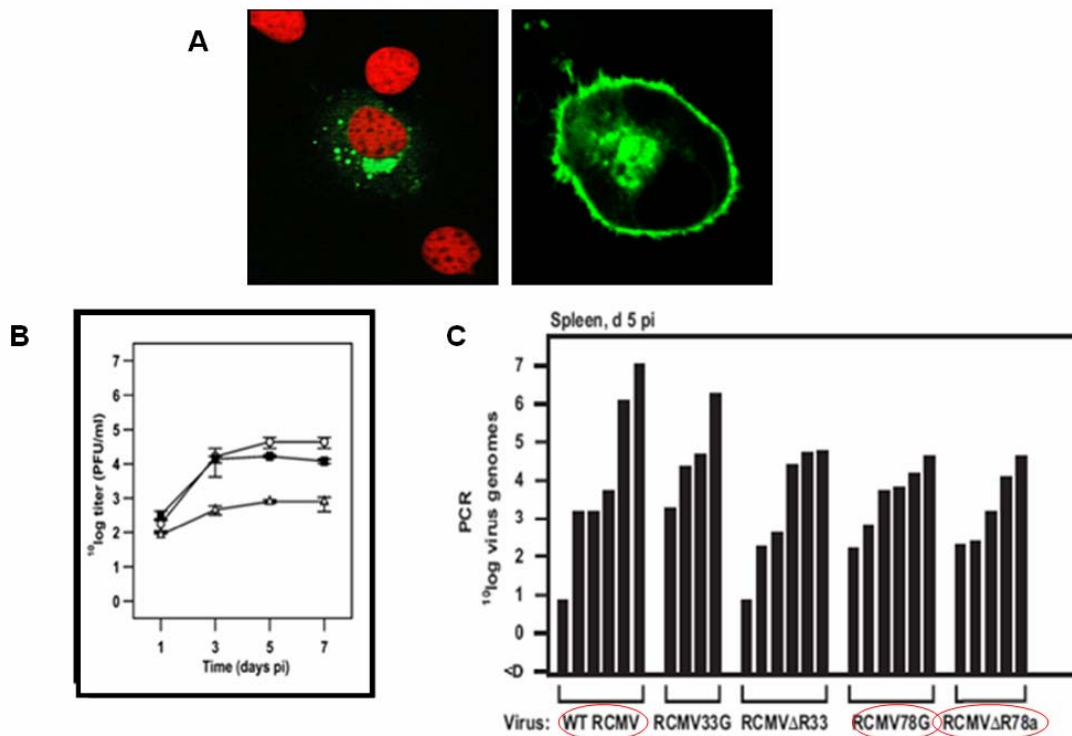 A
B
7
6
5
4
3
2
1
0
¹⁰log titer (PFU/ml)
1 3 5 7
Time (days pi)
C
Spleen, d 5 pi
7
6
5
4
3
2
1
0
<D
PCR
¹⁰log virus genomes
Virus: WT RCMV RCMV33G RCMVΔR33 RCMV78G RCMVΔR78a